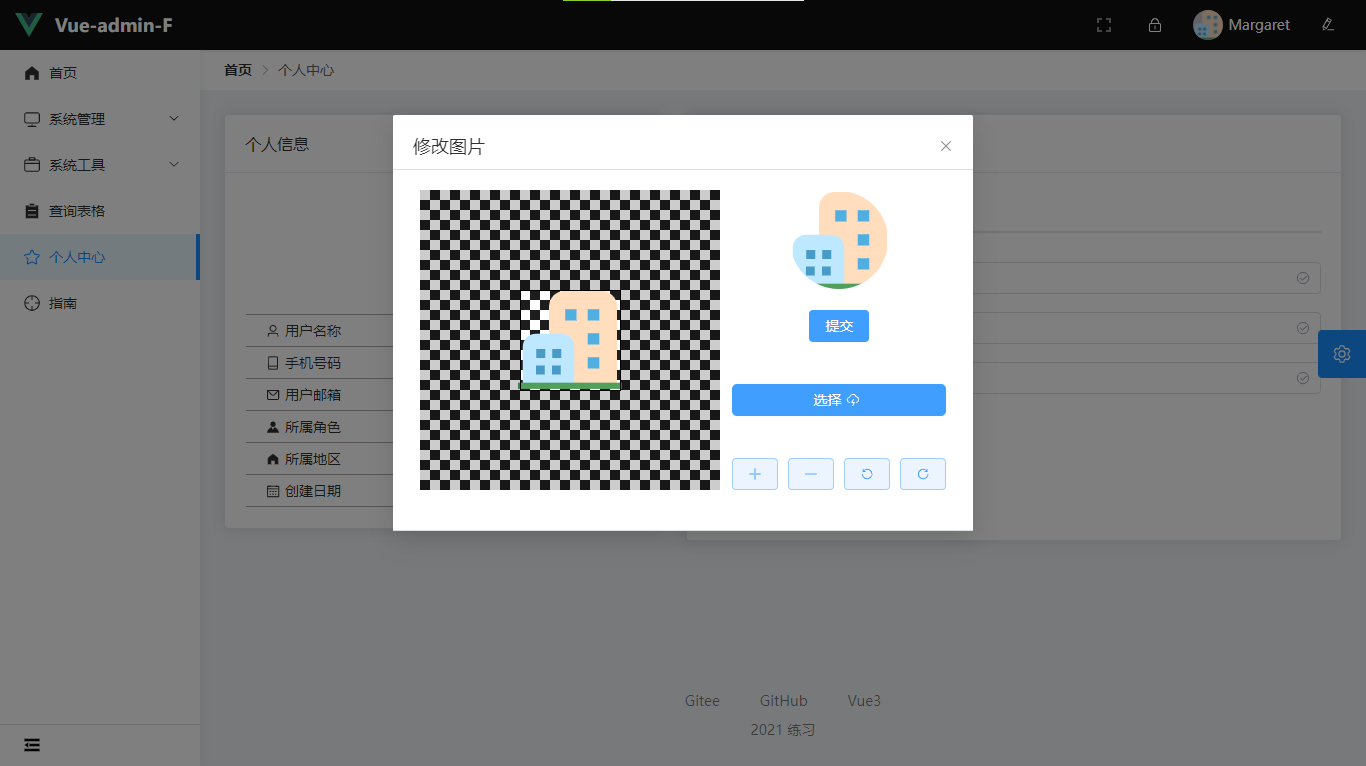 Vue-admin-F
Margaret
首页
系统管理
系统工具
查询表格
个人中心
指南
首页 个人中心
个人信息
用户名称
手机号码
用户邮箱
所属角色
所属地区
创建日期
修改图片
提交
选择
Gitee GitHub Vue3
2021 练习